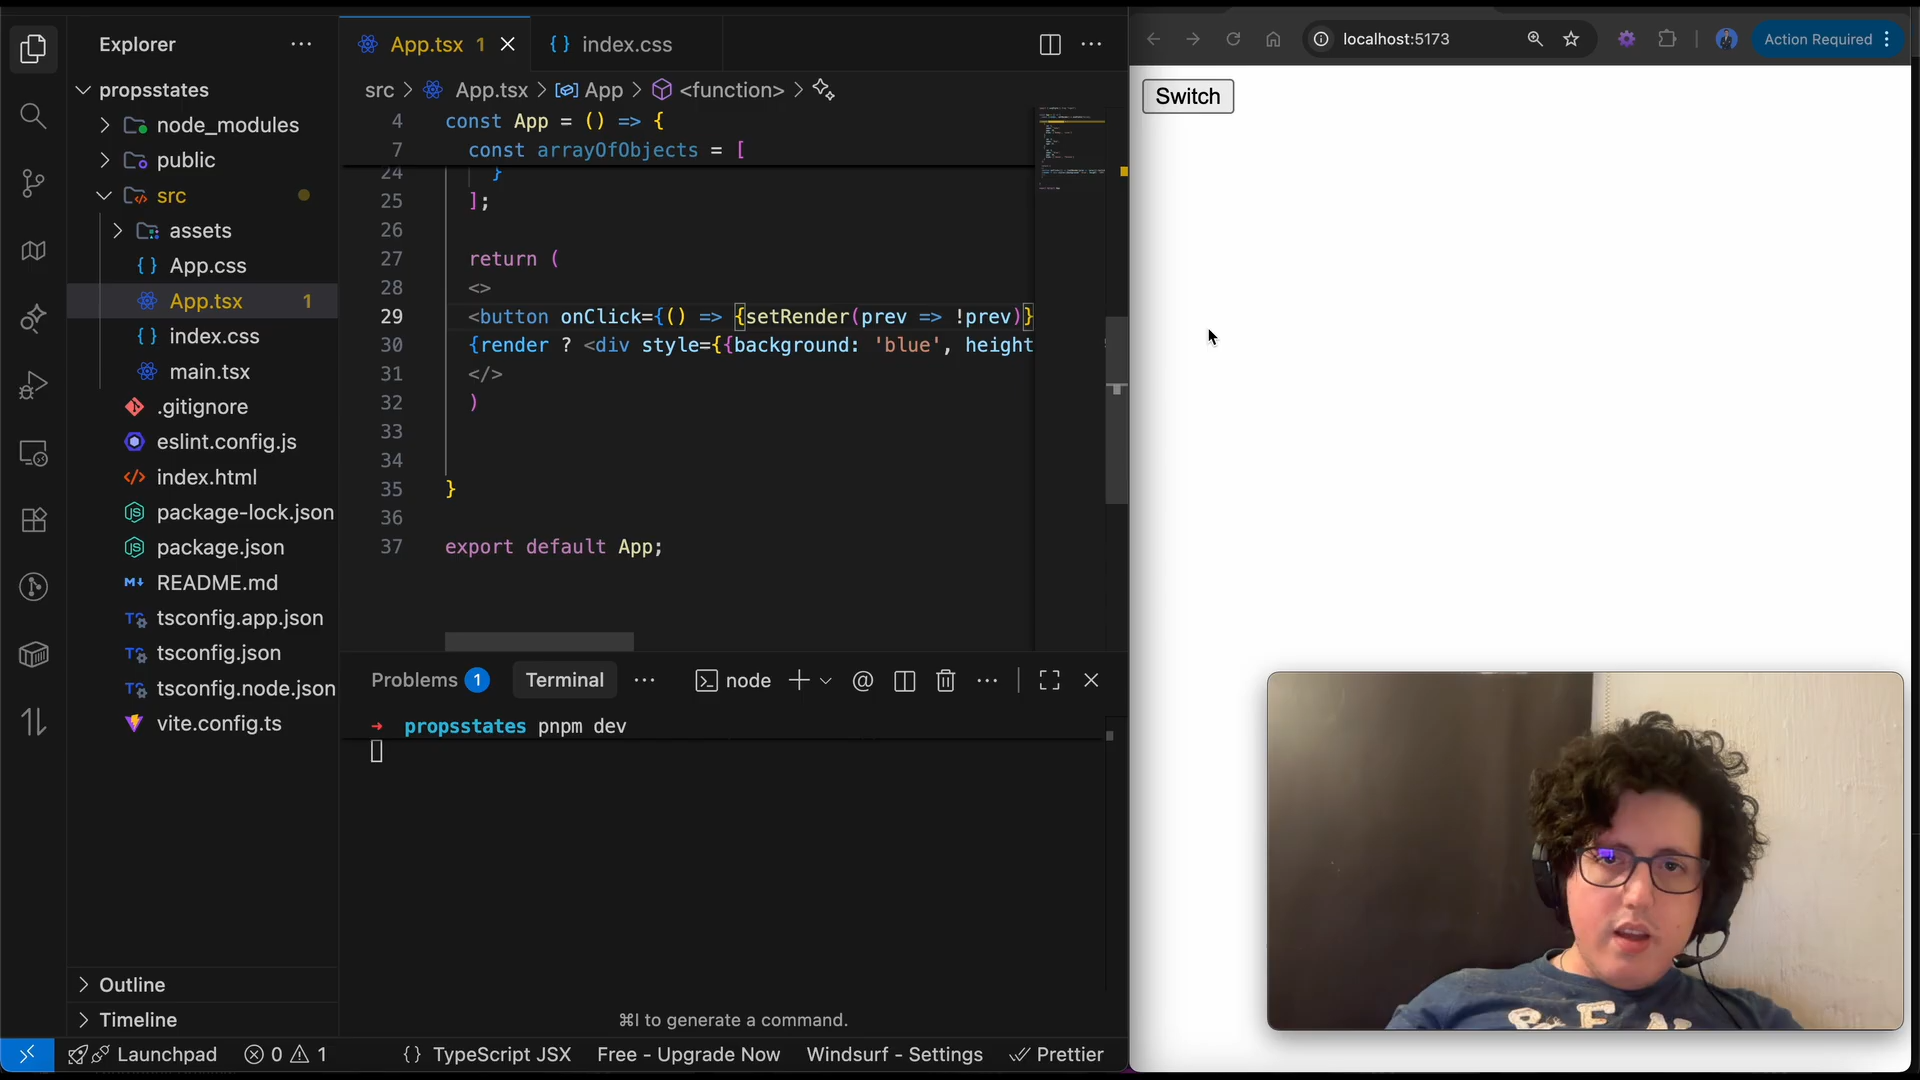 Explorer
propsstates
node_modules
public
src
assets
App.css
App.tsx 1
index.css
main.tsx
.gitignore
eslint.config.js
index.html
package-lock.json
package.json
README.md
tsconfig.app.json
tsconfig.json
tsconfig.node.json
vite.config.ts
Outline
Timeline
App.tsx 1
index.css
src > App.tsx > App > <function> >
4 const App = () => {
7 const arrayOfObjects = [
24 }
25 ];
26
27 return (
28 <>
29 <button onClick={() => {setRender(prev => !prev)}
30 {render ? <div style={{background: 'blue', height
31 </>
32 )
33
34
35 }
36
37 export default App;
Problems 1 Terminal node
→ propsstates pnpm dev
⌘I to generate a command.
Launchpad 0 1 {} TypeScript JSX Free - Upgrade Now Windsurf - Settings Prettier
localhost:5173
Action Required
Switch